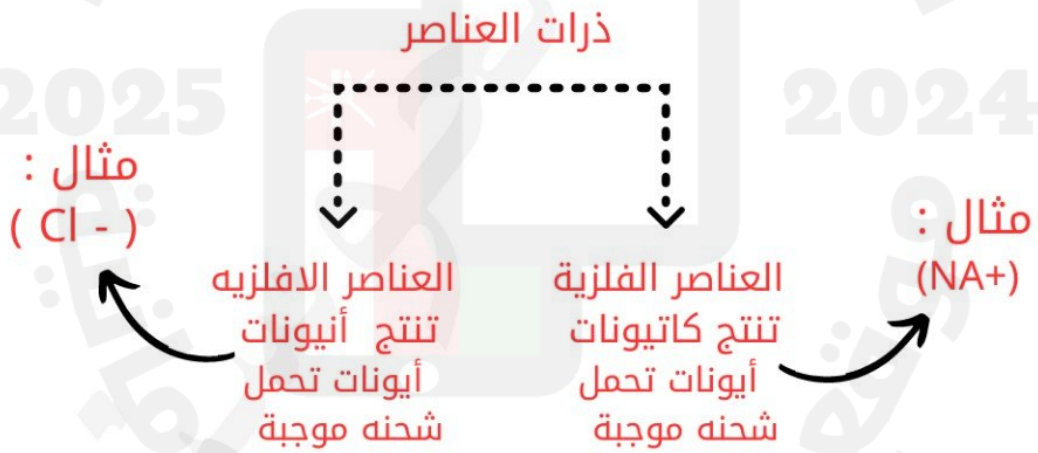 ذرات العناصر
2025
2024
مثال :
(NA+)
العناصر الفلزية
تنتج كاتيونات
أيونات تحمل
شحنه موجبة
مثال :
( Cl - )
العناصر الافلزيه
تنتج أنيونات
أيونات تحمل
شحنه موجبة